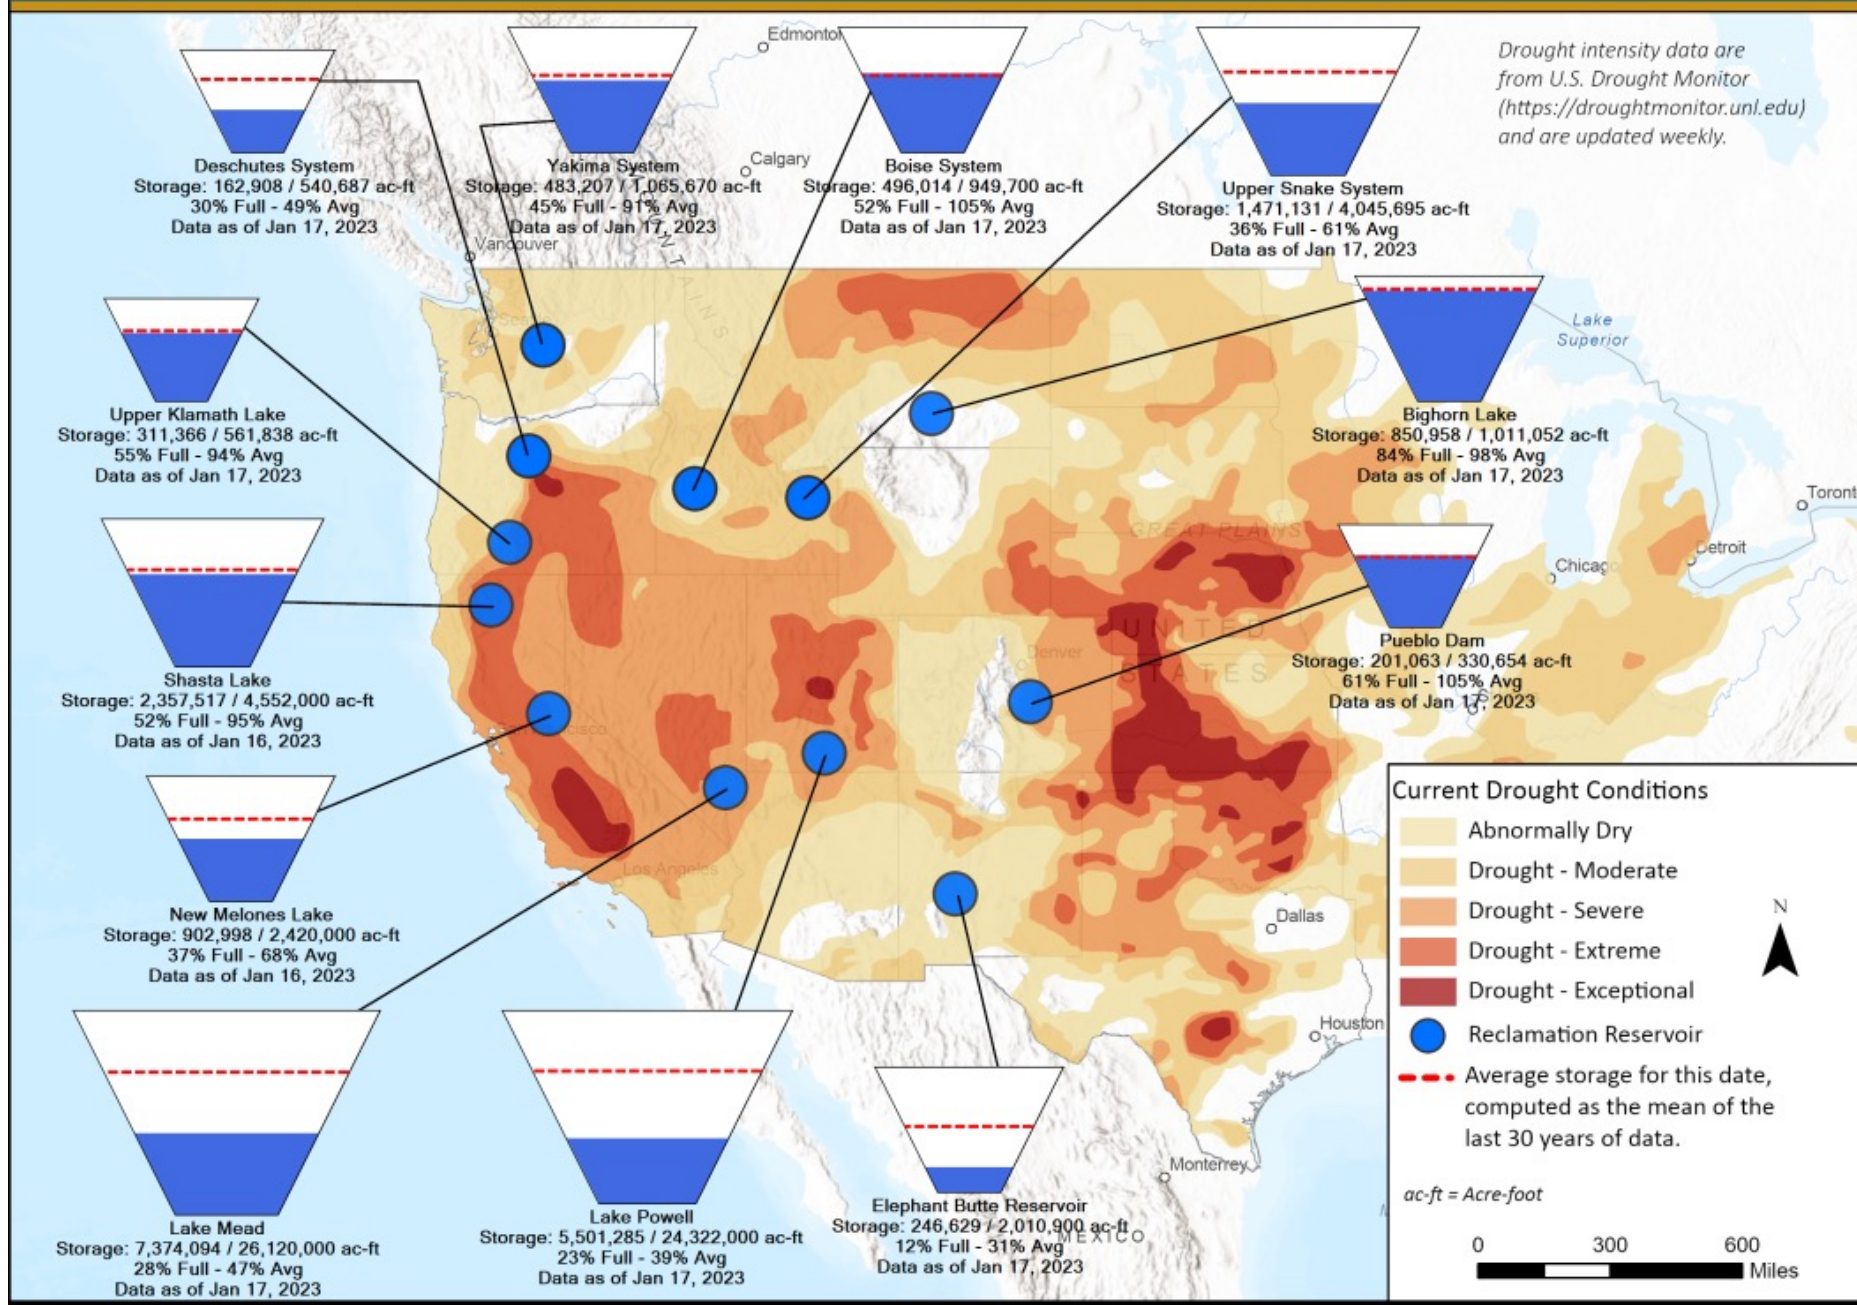 Edmonton
Drought intensity data are
from U.S. Drought Monitor
(https://droughtmonitor.unl.edu)
and are updated weekly.
Calgary
Deschutes System
Storage: 162,908 / 540,687 ac-ft
30% Full - 49% Avg
Data as of Jan 17, 2023
Yakima System
Storage: 483,207 / 1,065,670 ac-ft
45% Full - 91% Avg
Data as of Jan 17, 2023
Boise System
Storage: 496,014 / 949,700 ac-ft
52% Full - 105% Avg
Data as of Jan 17, 2023
Upper Snake System
Storage: 1,471,131 / 4,045,695 ac-ft
36% Full - 61% Avg
Data as of Jan 17, 2023
Vancouver
Lake
Superior
Upper Klamath Lake
Storage: 311,366 / 561,838 ac-ft
55% Full - 94% Avg
Data as of Jan 17, 2023
Bighorn Lake
Storage: 850,958 / 1,011,052 ac-ft
84% Full - 98% Avg
Data as of Jan 17, 2023
Toront
GREAT PLAINS
Detroit
Chicago
UNITED
STATES
Denver
Pueblo Dam
Storage: 201,063 / 330,654 ac-ft
61% Full - 105% Avg
Data as of Jan 17, 2023
Shasta Lake
Storage: 2,357,517 / 4,552,000 ac-ft
52% Full - 95% Avg
Data as of Jan 16, 2023
San Francisco
Los Angeles
New Melones Lake
Storage: 902,998 / 2,420,000 ac-ft
37% Full - 68% Avg
Data as of Jan 16, 2023
Dallas
Houston
Monterrey
MEXICO
Lake Mead
Storage: 7,374,094 / 26,120,000 ac-ft
28% Full - 47% Avg
Data as of Jan 17, 2023
Lake Powell
Storage: 5,501,285 / 24,322,000 ac-ft
23% Full - 39% Avg
Data as of Jan 17, 2023
Elephant Butte Reservoir
Storage: 246,629 / 2,010,900 ac-ft
12% Full - 31% Avg
Data as of Jan 17, 2023
Current Drought Conditions
Abnormally Dry
Drought - Moderate
Drought - Severe
Drought - Extreme
Drought - Exceptional
Reclamation Reservoir
Average storage for this date,
computed as the mean of the
last 30 years of data.
N
ac-ft = Acre-foot
0 300 600
Miles